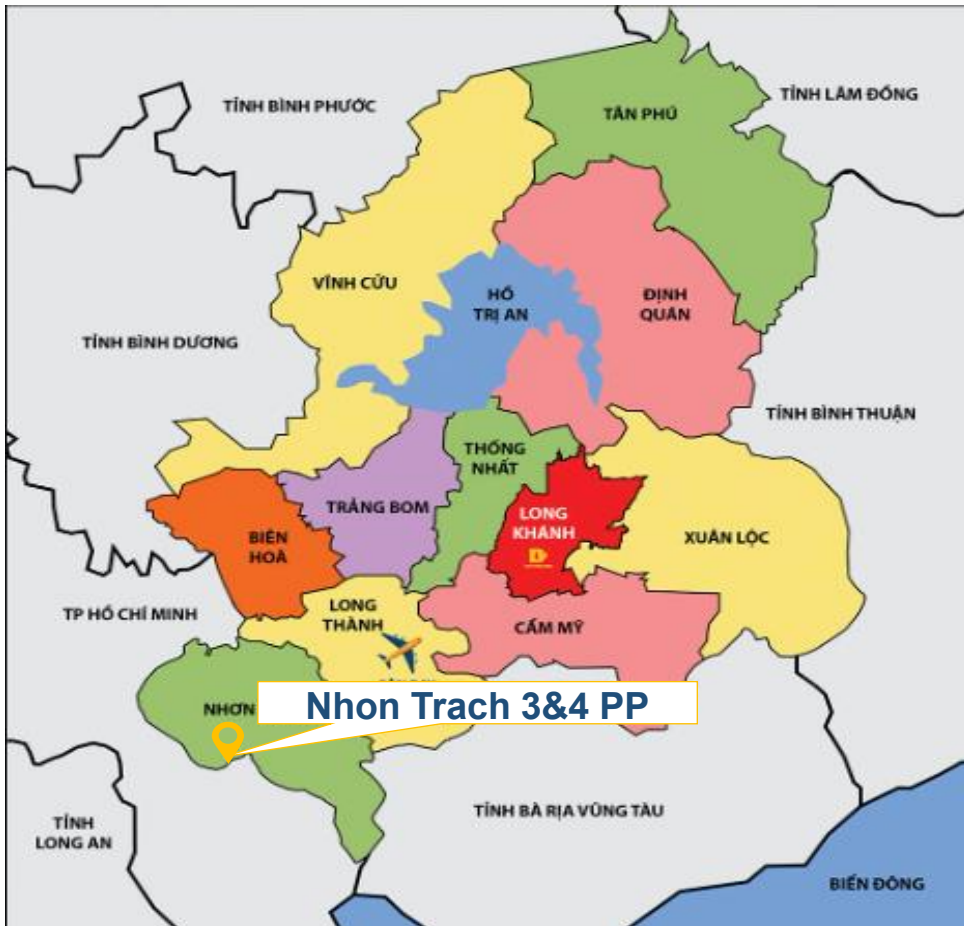 TỈNH BÌNH PHƯỚC
TỈNH LÂM ĐỒNG
TÂN PHÚ
VĨNH CỬU
HỒ
TRỊ AN
ĐỊNH
QUÁN
TỈNH BÌNH DƯƠNG
TỈNH BÌNH THUẬN
THỐNG
NHẤT
TRẢNG BOM
LONG
KHÁNH
BIÊN
HOÀ
XUÂN LỘC
LONG
THÀNH
TP HỒ CHÍ MINH
CẨM MỸ
NHƠN
Nhon Trach 3&4 PP
TỈNH BÀ RỊA VŨNG TÀU
TỈNH
LONG AN
BIỂN ĐÔNG